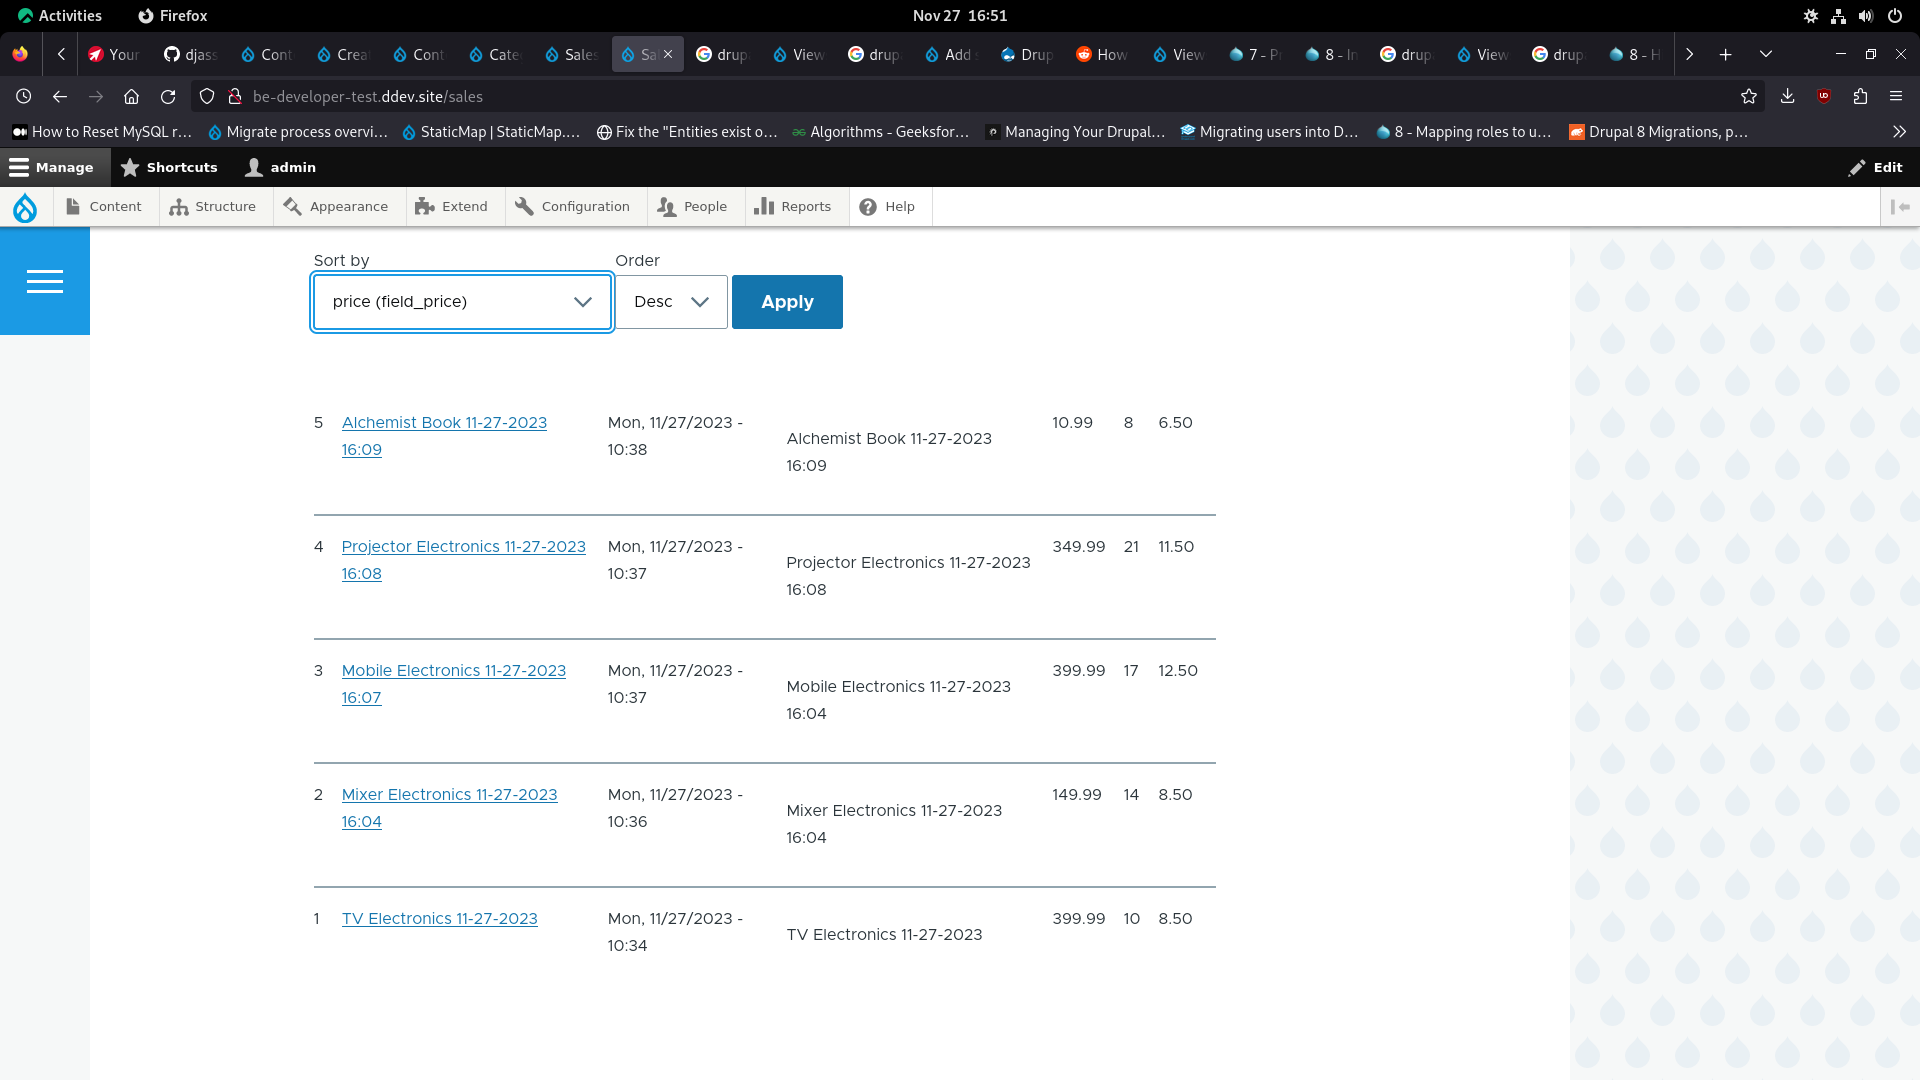 Activities Firefox Nov 27 16:51
Your djass Cont Crea Cont Cate Sales Sa drup View drup Add s Drup How View 7 - P 8 - In drup View drup 8 - H
be-developer-test.ddev.site/sales
How to Reset MySQL r… Migrate process overvi… StaticMap | StaticMap.… Fix the "Entities exist o… Algorithms - Geeksfor… Managing Your Drupal… Migrating users into D… 8 - Mapping roles to u… Drupal 8 Migrations, p…
Manage Shortcuts admin Edit
Content Structure Appearance Extend Configuration People Reports Help
Sort by Order
price (field_price) Desc Apply
5 Alchemist Book 11-27-2023 Mon, 11/27/2023 - 10.99 8 6.50
16:09 10:38
Alchemist Book 11-27-2023
16:09
4 Projector Electronics 11-27-2023 Mon, 11/27/2023 - 349.99 21 11.50
16:08 10:37
Projector Electronics 11-27-2023
16:08
3 Mobile Electronics 11-27-2023 Mon, 11/27/2023 - 399.99 17 12.50
16:07 10:37
Mobile Electronics 11-27-2023
16:04
2 Mixer Electronics 11-27-2023 Mon, 11/27/2023 - 149.99 14 8.50
16:04 10:36
Mixer Electronics 11-27-2023
16:04
1 TV Electronics 11-27-2023 Mon, 11/27/2023 - 399.99 10 8.50
10:34
TV Electronics 11-27-2023